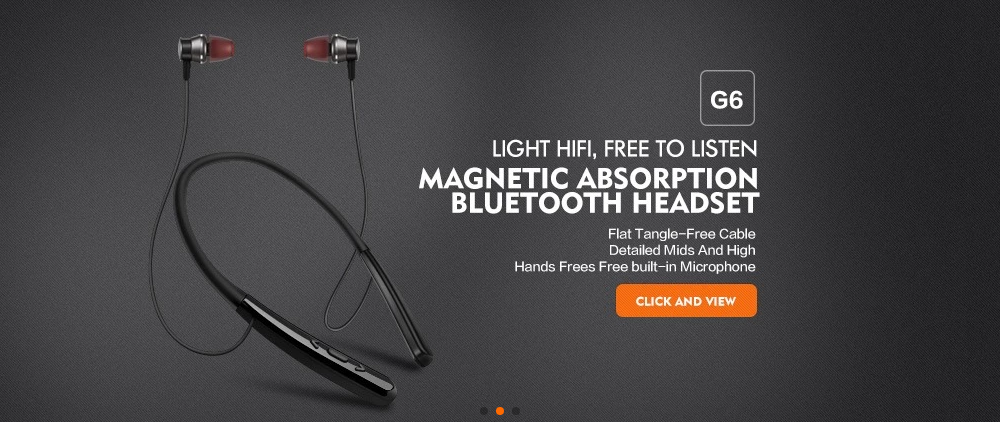 G6
LIGHT HIFI, FREE TO LISTEN
MAGNETIC ABSORPTION
BLUETOOTH HEADSET
Flat Tangle-Free Cable
Detailed Mids And High
Hands Frees Free built-in Microphone
CLICK AND VIEW